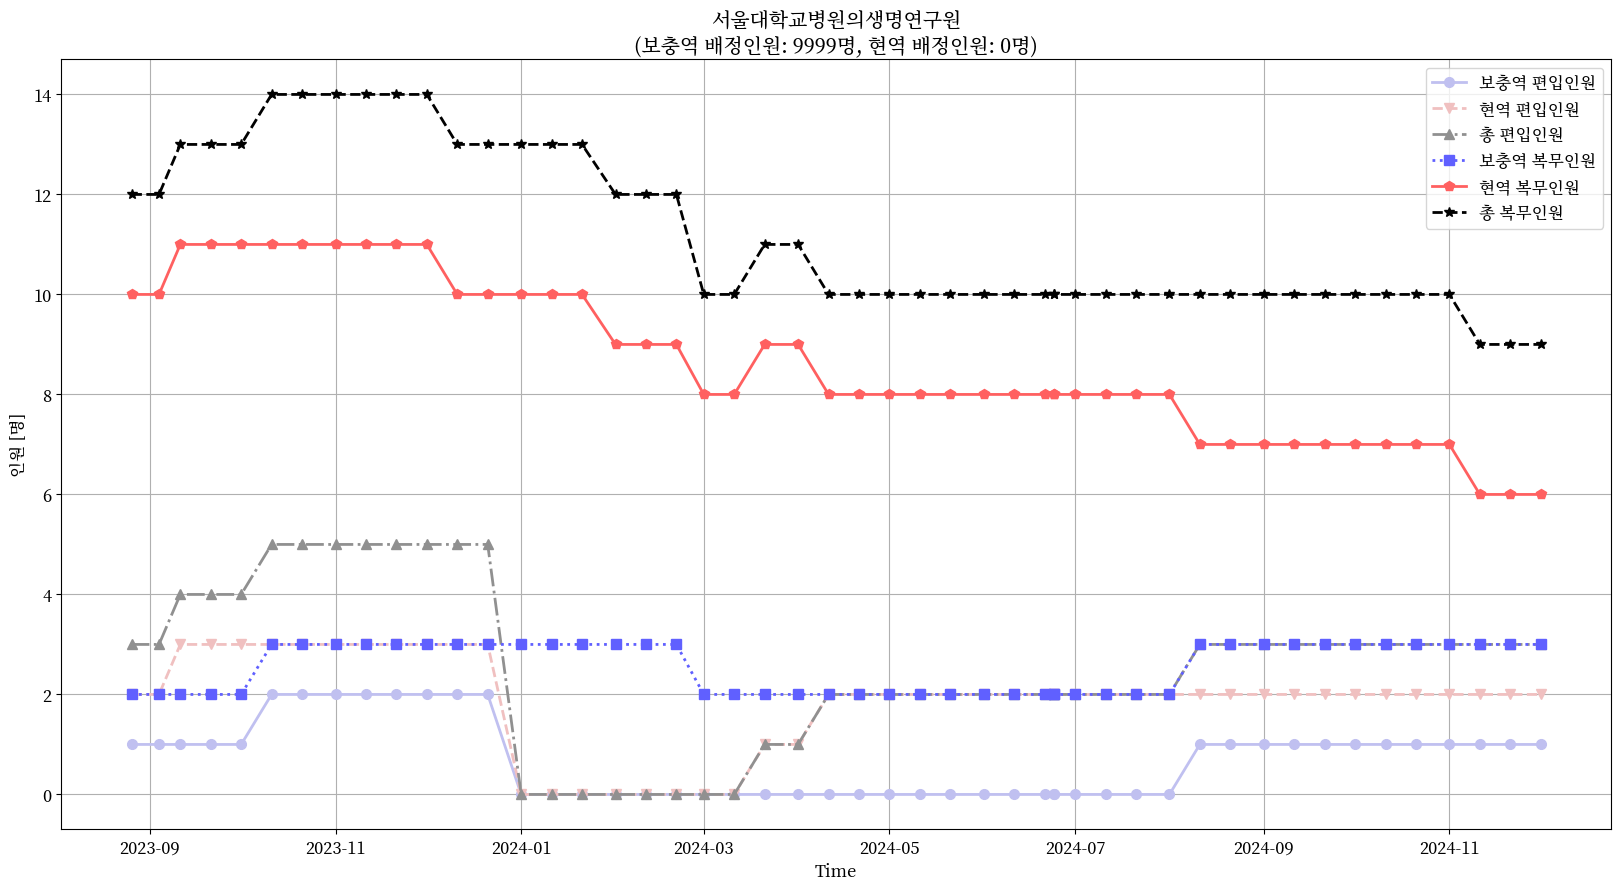 서울대학교병원의생명연구원
(보충역 배정인원: 9999명, 현역 배정인원: 0명)
보충역 편입인원
현역 편입인원
총 편입인원
보충역 복무인원
현역 복무인원
총 복무인원
인원 [명]
14
12
10
8
6
4
2
0
2023-09
2023-11
2024-01
2024-03
2024-05
2024-07
2024-09
2024-11
Time